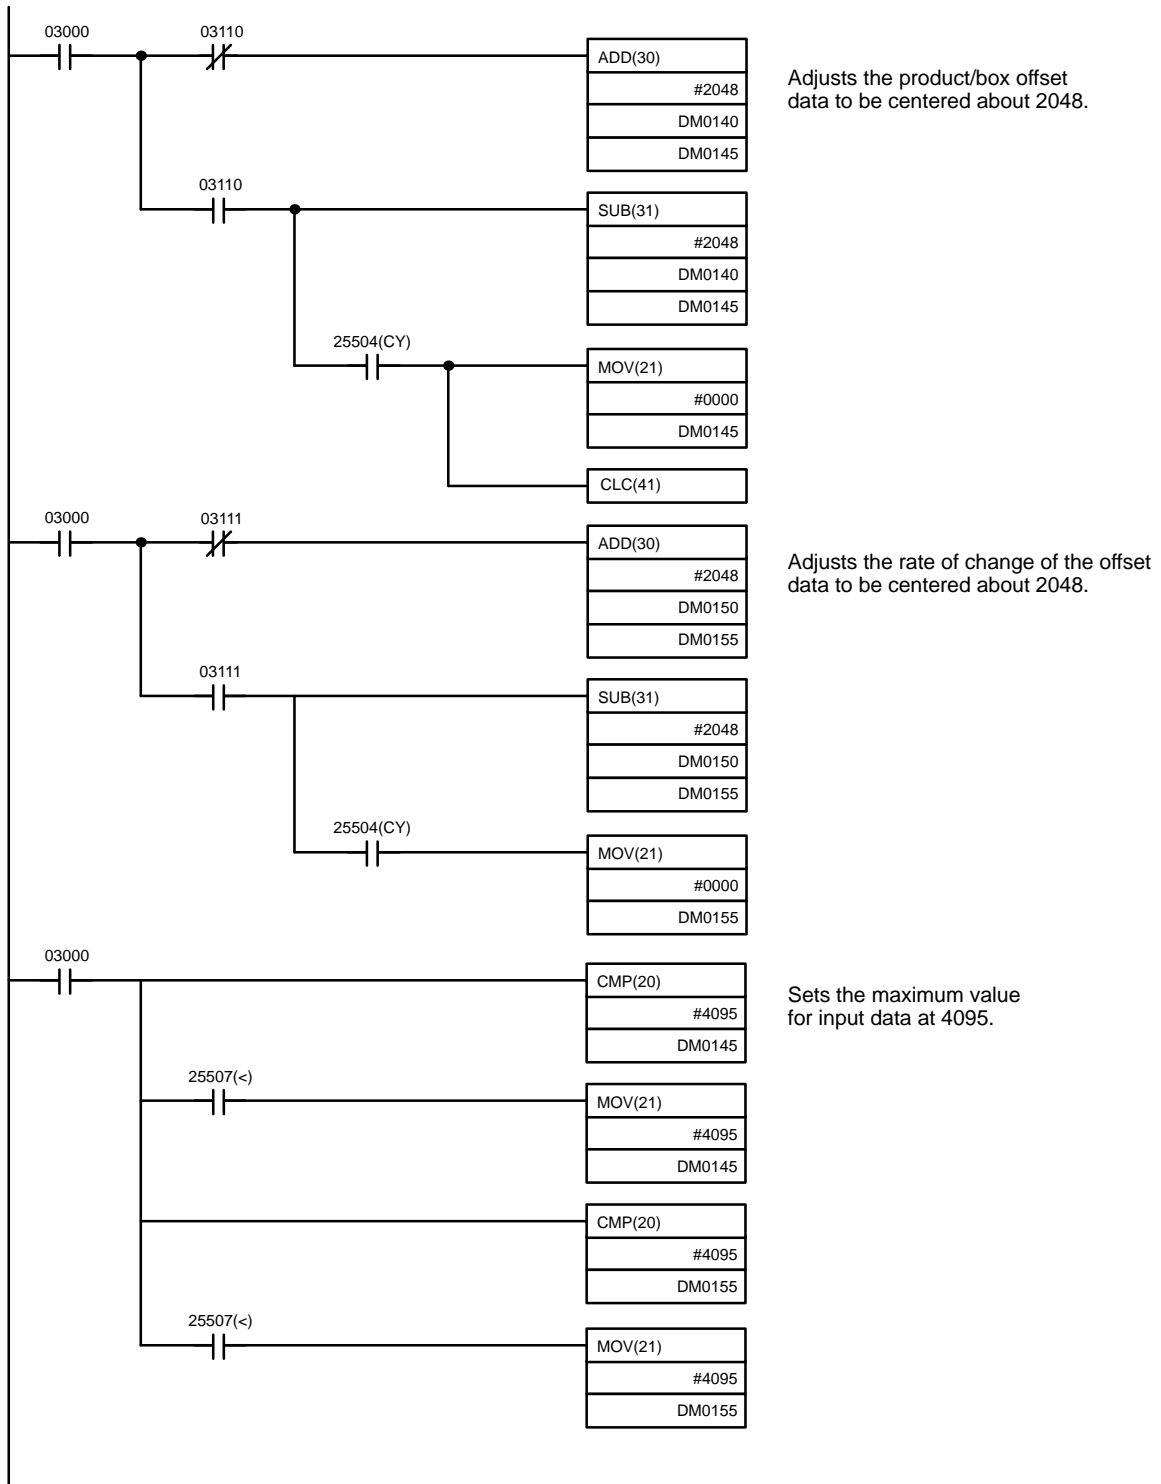 03000
03110
ADD(30)
#2048
DM0140
DM0145
Adjusts the product/box offset
data to be centered about 2048.
03110
SUB(31)
#2048
DM0140
DM0145
25504(CY)
MOV(21)
#0000
DM0145
CLC(41)
03000
03111
ADD(30)
#2048
DM0150
DM0155
Adjusts the rate of change of the offset
data to be centered about 2048.
03111
SUB(31)
#2048
DM0150
DM0155
25504(CY)
MOV(21)
#0000
DM0155
03000
CMP(20)
#4095
DM0145
Sets the maximum value
for input data at 4095.
25507(<)
MOV(21)
#4095
DM0145
CMP(20)
#4095
DM0155
25507(<)
MOV(21)
#4095
DM0155